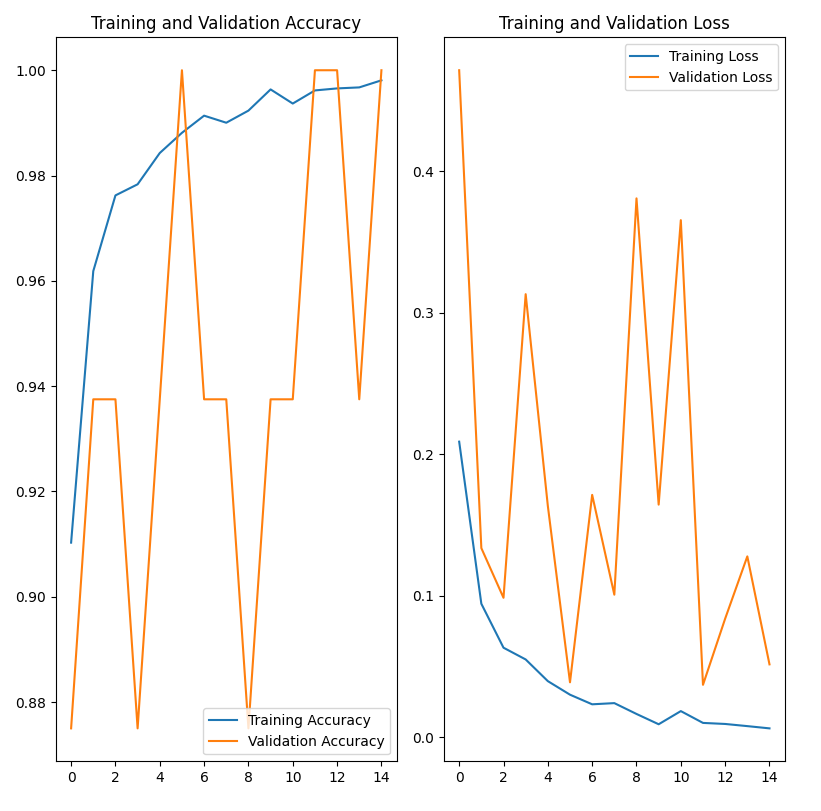 Training and Validation Accuracy
1.00
0.98
0.96
0.94
0.92
0.90
0.88
Training Accuracy
Validation Accuracy
0 2 4 6 8 10 12 14
Training and Validation Loss
Training Loss
Validation Loss
0.4
0.3
0.2
0.1
0.0
0 2 4 6 8 10 12 14